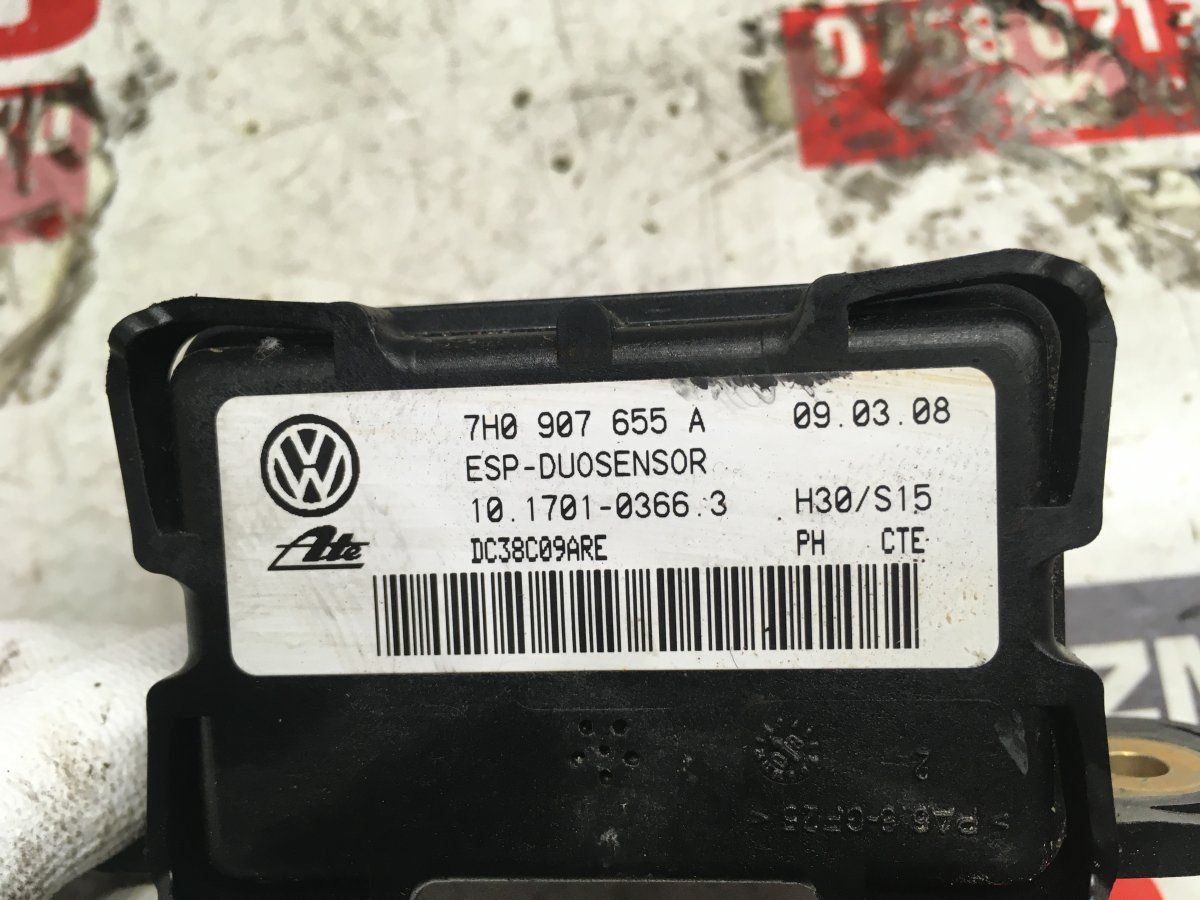 7H0 907 655 A 09.03.08
ESP-DUOSENSOR
10.1701-0366.3 H30/S15
Ate DC38C09ARE PH CTE